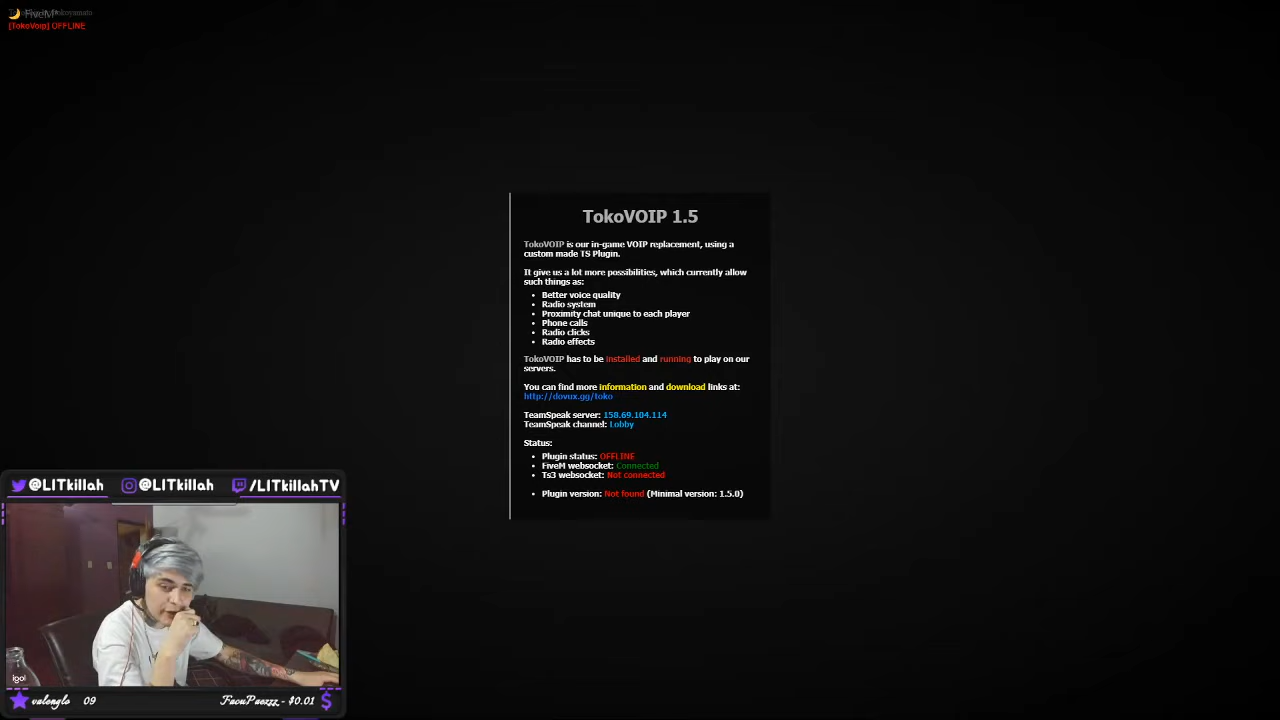 FiveM
[TokoVoip] OFFLINE
TokoVOIP 1.5
TokoVOIP is our in-game VOIP replacement, using a
custom made TS Plugin.
It give us a lot more possibilities, which currently allow
such things as:
Better voice quality
Radio system
Proximity chat unique to each player
Phone calls
Radio clicks
Radio effects
TokoVOIP has to be installed and running to play on our
servers.
You can find more information and download links at:
http://dovux.gg/toko
TeamSpeak server: 158.69.104.114
TeamSpeak channel: Lobby
Status:
Plugin status: OFFLINE
FiveM websocket: Connected
Ts3 websocket: Not connected
Plugin version: Not found (Minimal version: 1.5.0)
@LITkillah @LITkillah /LITkillahTV
igol
valenglo 09 FacuPaezzz - $0.01